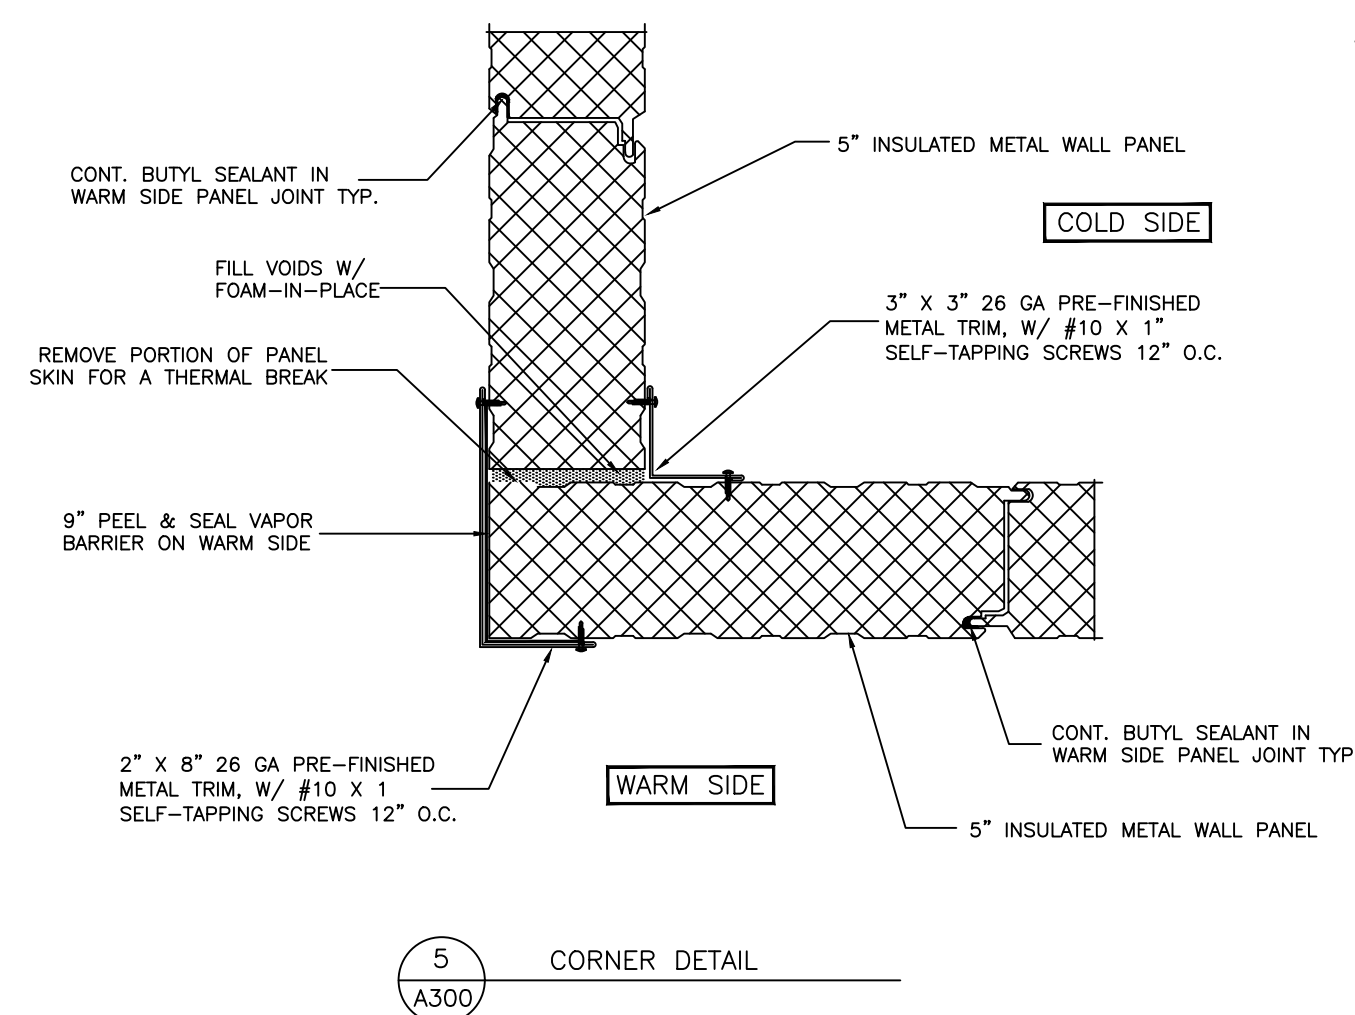 5” INSULATED METAL WALL PANEL
CONT. BUTYL SEALANT IN
WARM SIDE PANEL JOINT TYP.
COLD SIDE
FILL VOIDS W/
FOAM-IN-PLACE
3” X 3” 26 GA PRE-FINISHED
METAL TRIM, W/ #10 X 1”
SELF-TAPPING SCREWS 12” O.C.
REMOVE PORTION OF PANEL
SKIN FOR A THERMAL BREAK
9” PEEL & SEAL VAPOR
BARRIER ON WARM SIDE
CONT. BUTYL SEALANT IN
WARM SIDE PANEL JOINT TYP
2” X 8” 26 GA PRE-FINISHED
METAL TRIM, W/ #10 X 1
SELF-TAPPING SCREWS 12” O.C.
WARM SIDE
5” INSULATED METAL WALL PANEL
5
CORNER DETAIL
A300